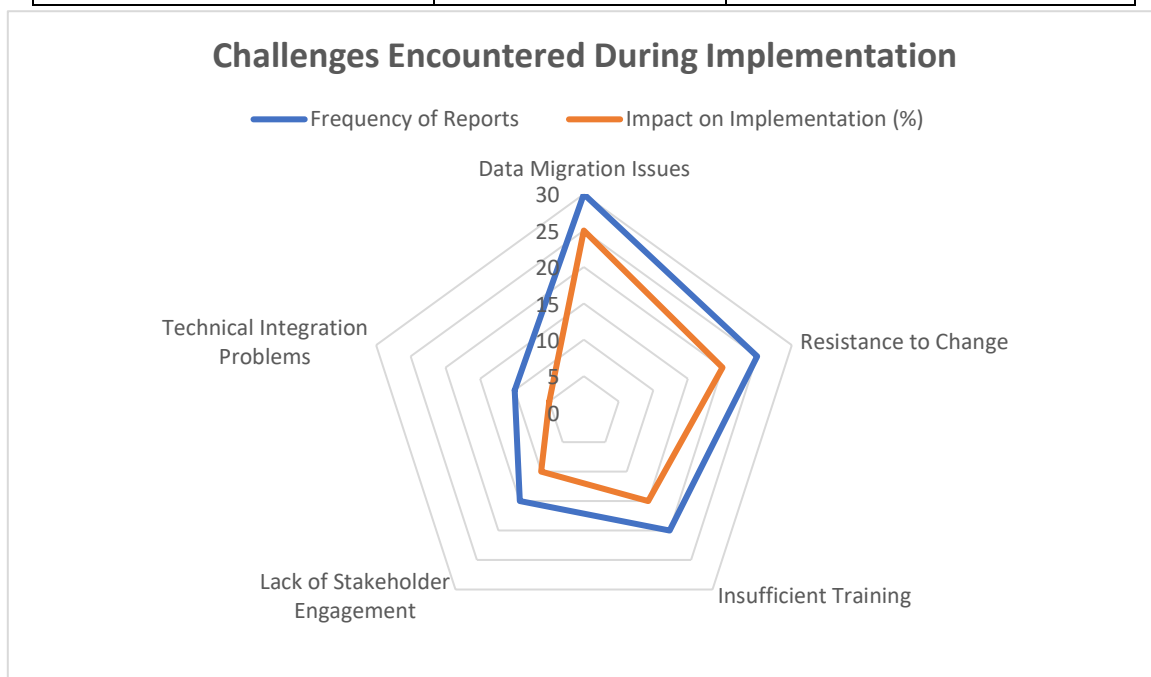 Challenges Encountered During Implementation
Frequency of Reports
Impact on Implementation (%)
Data Migration Issues
30
25
20
15
10
5
0
Technical Integration
Problems
Resistance to Change
Lack of Stakeholder
Engagement
Insufficient Training